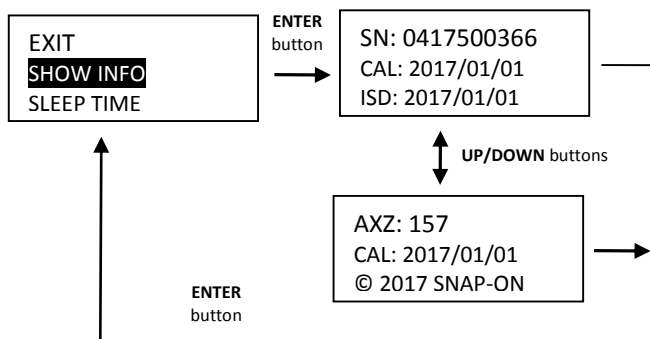 EXIT
SHOW INFO
SLEEP TIME
ENTER
button
SN: 0417500366
CAL: 2017/01/01
ISD: 2017/01/01
UP/DOWN buttons
AXZ: 157
CAL: 2017/01/01
© 2017 SNAP-ON
ENTER
button